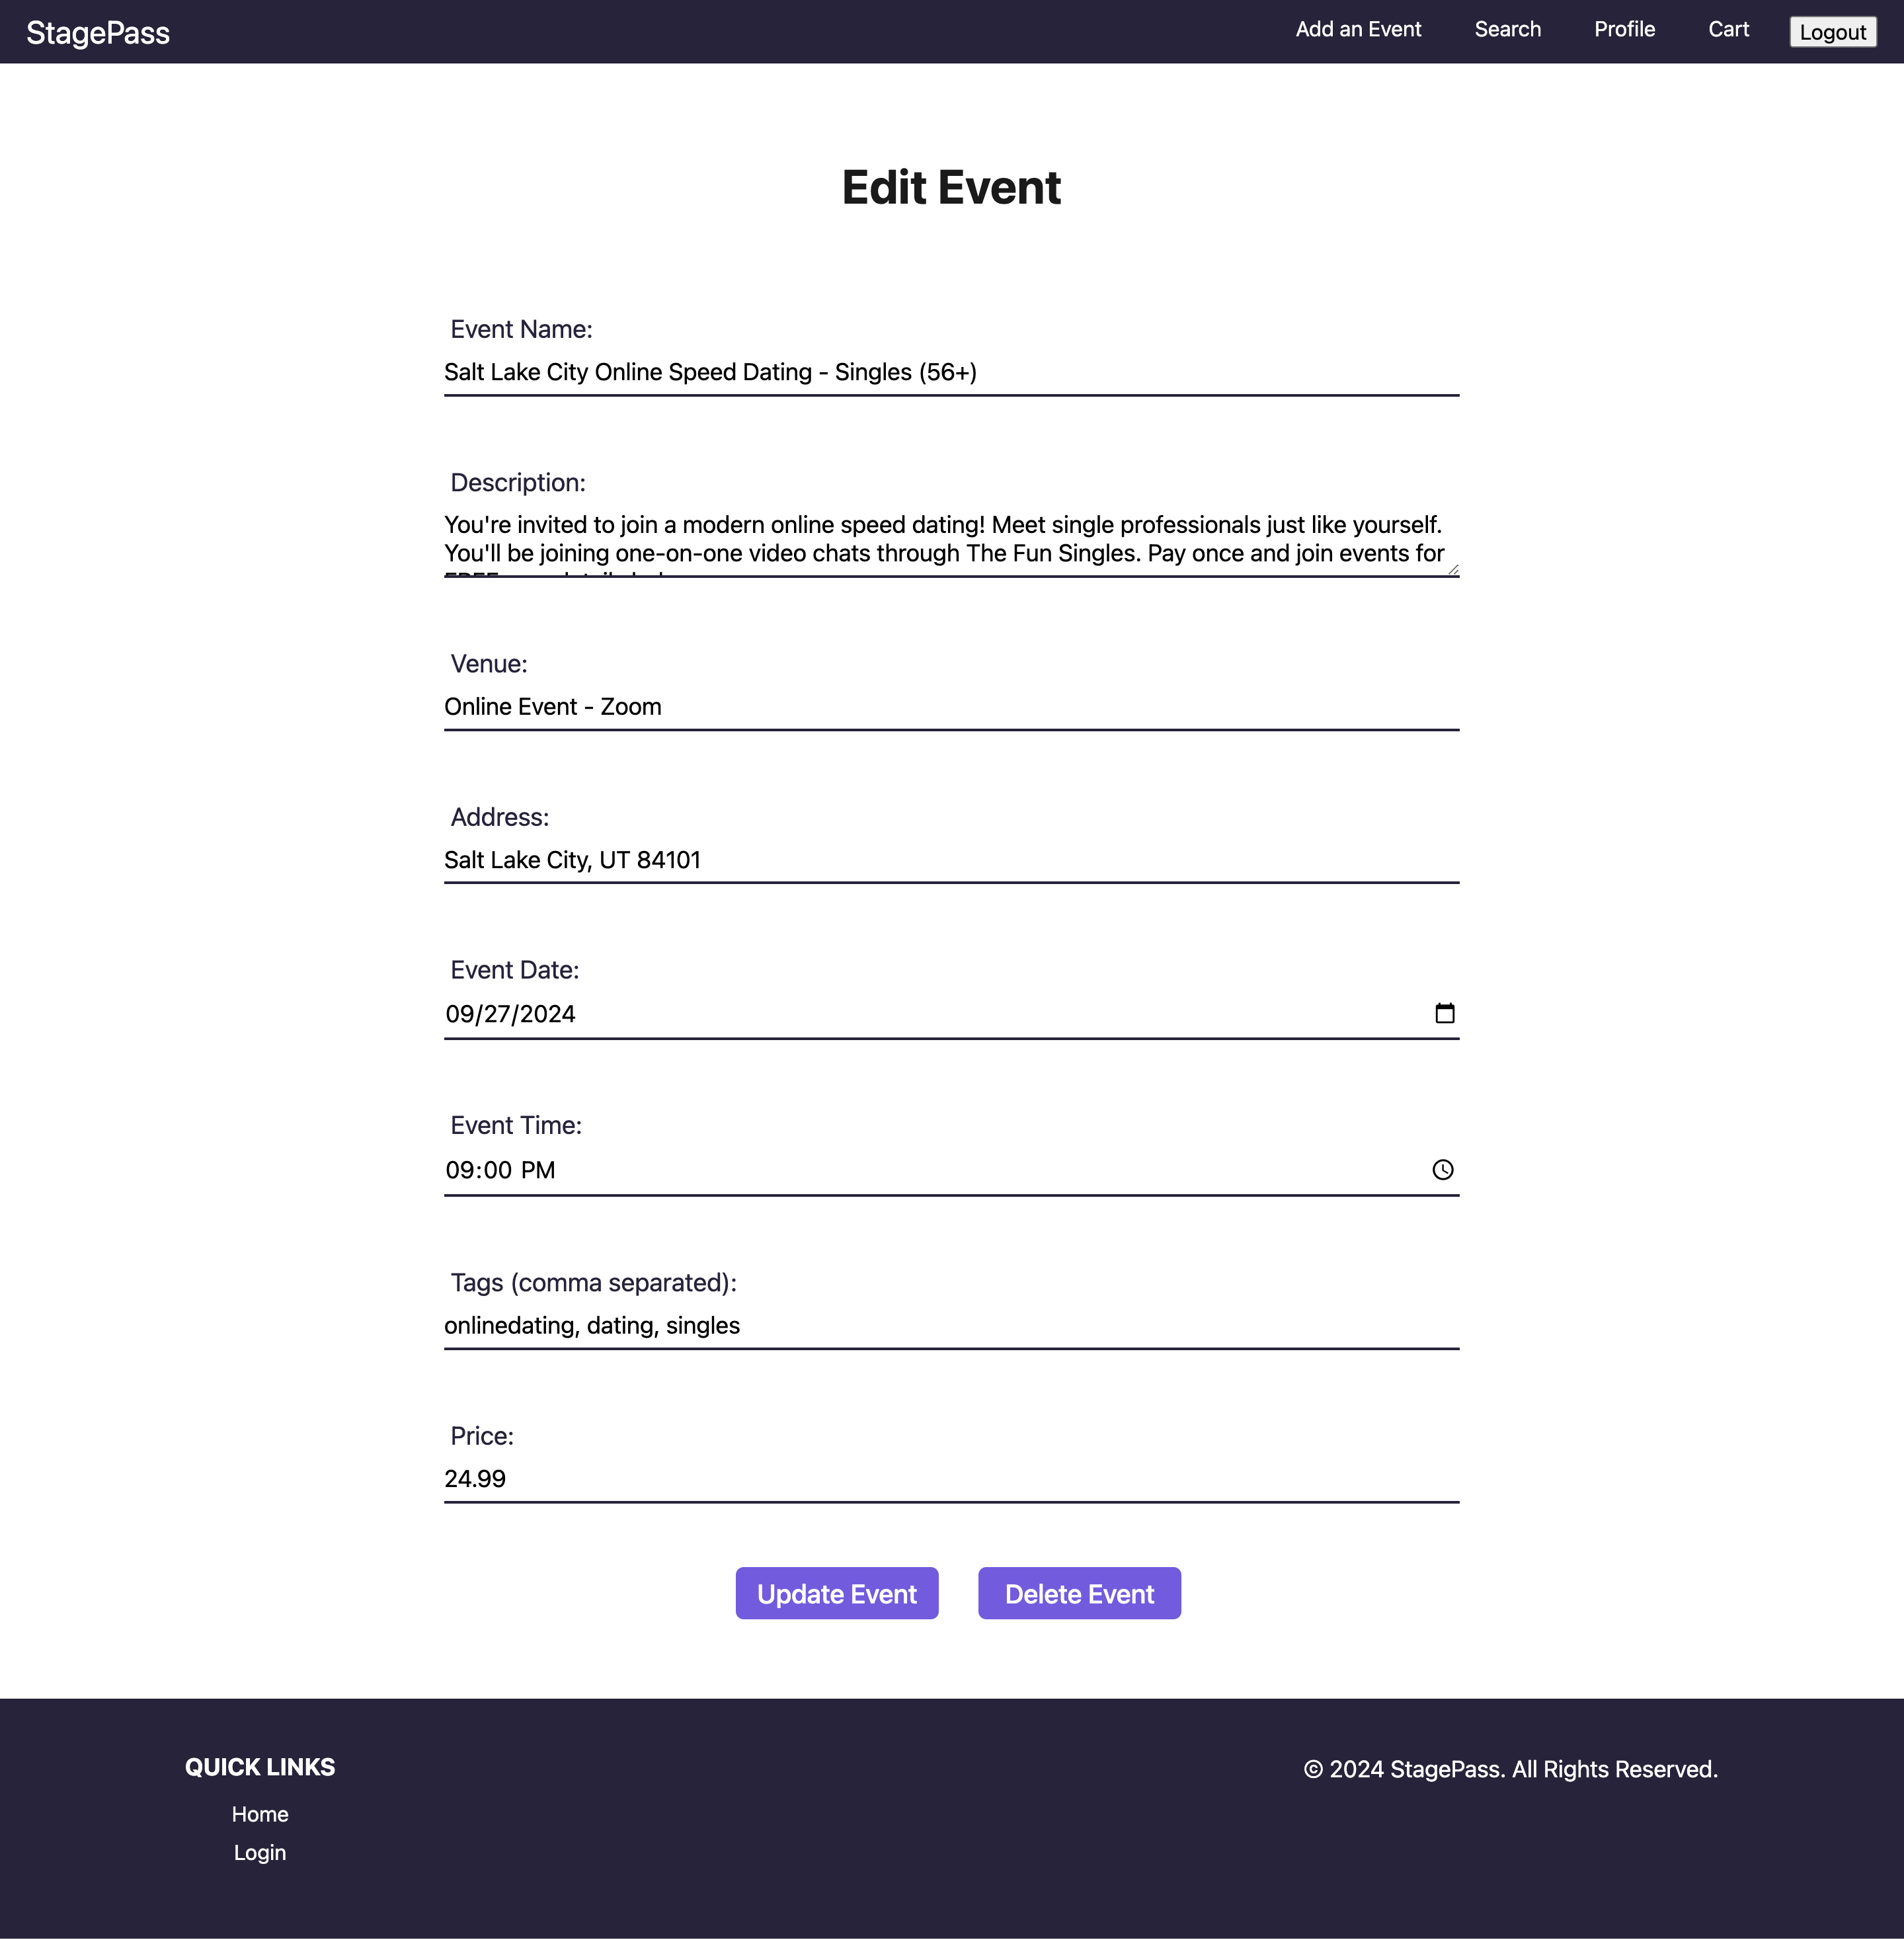 StagePass
Add an Event
Search
Profile
Cart
Logout
Edit Event
Event Name:
Salt Lake City Online Speed Dating - Singles (56+)
Description:
You're invited to join a modern online speed dating! Meet single professionals just like yourself.
You'll be joining one-on-one video chats through The Fun Singles. Pay once and join events for
Venue:
Online Event - Zoom
Address:
Salt Lake City, UT 84101
Event Date:
09/27/2024
Event Time:
09:00 PM
Tags (comma separated):
onlinedating, dating, singles
Price:
24.99
Update Event
Delete Event
QUICK LINKS
Home
Login
© 2024 StagePass. All Rights Reserved.